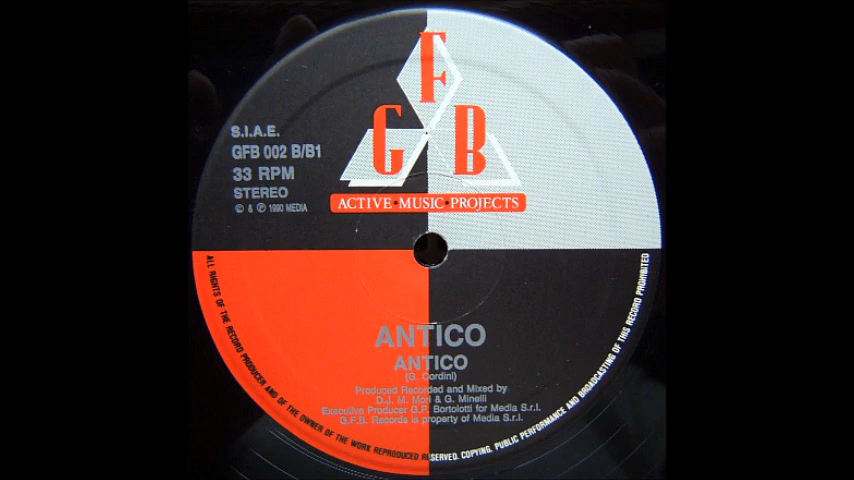 F
G B
ACTIVE • MUSIC • PROJECTS
S.I.A.E.
GFB 002 B/B1
33 RPM
STEREO
© & ℗ 1990 MEDIA
ANTICO
ANTICO
(G. Cordini)
Produced Recorded and Mixed by
D.J. M. Mori & G. Minelli
Executive Producer G.F. Bortolotti for Media S.r.l.
G.F.B. Records is property of Media S.r.l.
ALL RIGHTS OF THE RECORD PRODUCER AND OF THE OWNER OF THE WORK REPRODUCED RESERVED. COPYING, PUBLIC PERFORMANCE AND BROADCASTING OF THIS RECORD PROHIBITED